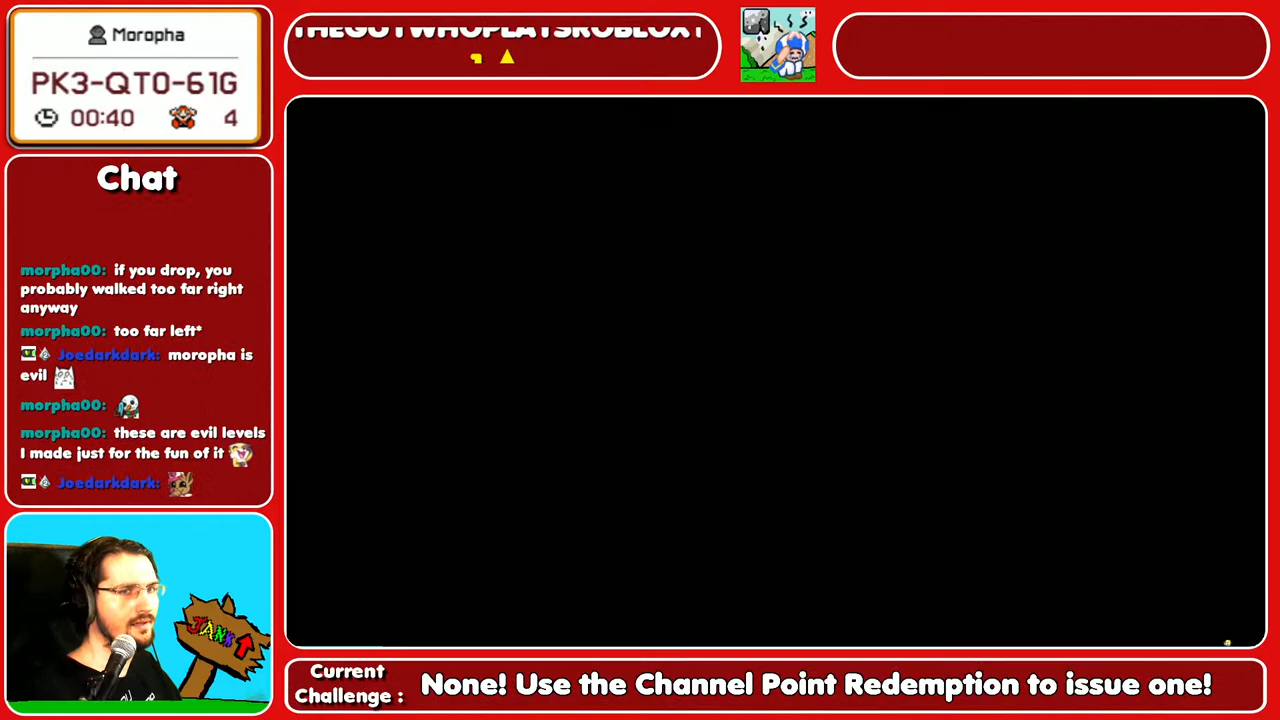 Moropha
PK3-QT0-61G
00:40 4
THEGUYWHOPLAYSROBLOX1
Chat
morpha00: if you drop, you
probably walked too far right
anyway
morpha00: too far left*
Joedarkdark: moropha is
evil
morpha00:
morpha00: these are evil levels
I made just for the fun of it
Joedarkdark:
JANK
Current
Challenge :
None! Use the Channel Point Redemption to issue one!